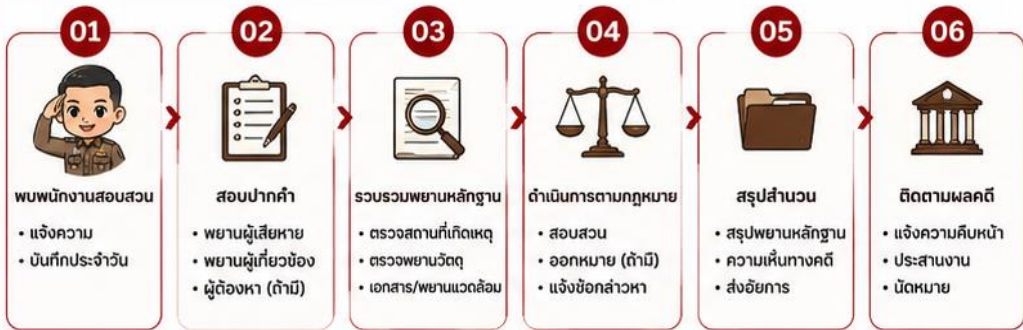 01
พบพนักงานสอบสวน
• แจ้งความ
• บันทึกประจำวัน
02
สอบปากคำ
• พยานผู้เสียหาย
• พยานผู้เกี่ยวข้อง
• ผู้ต้องหา (ถ้ามี)
03
รวบรวมพยานหลักฐาน
• ตรวจสถานที่เกิดเหตุ
• ตรวจพยานวัตถุ
• เอกสาร/พยานแวดล้อม
04
ดำเนินการตามกฎหมาย
• สอบสวน
• ออกหมาย (ถ้ามี)
• แจ้งข้อกล่าวหา
05
สรุปสำนวน
• สรุปพยานหลักฐาน
• ความเห็นทางคดี
• ส่งอัยการ
06
ติดตามผลคดี
• แจ้งความคืบหน้า
• ประสานงาน
• นัดหมาย